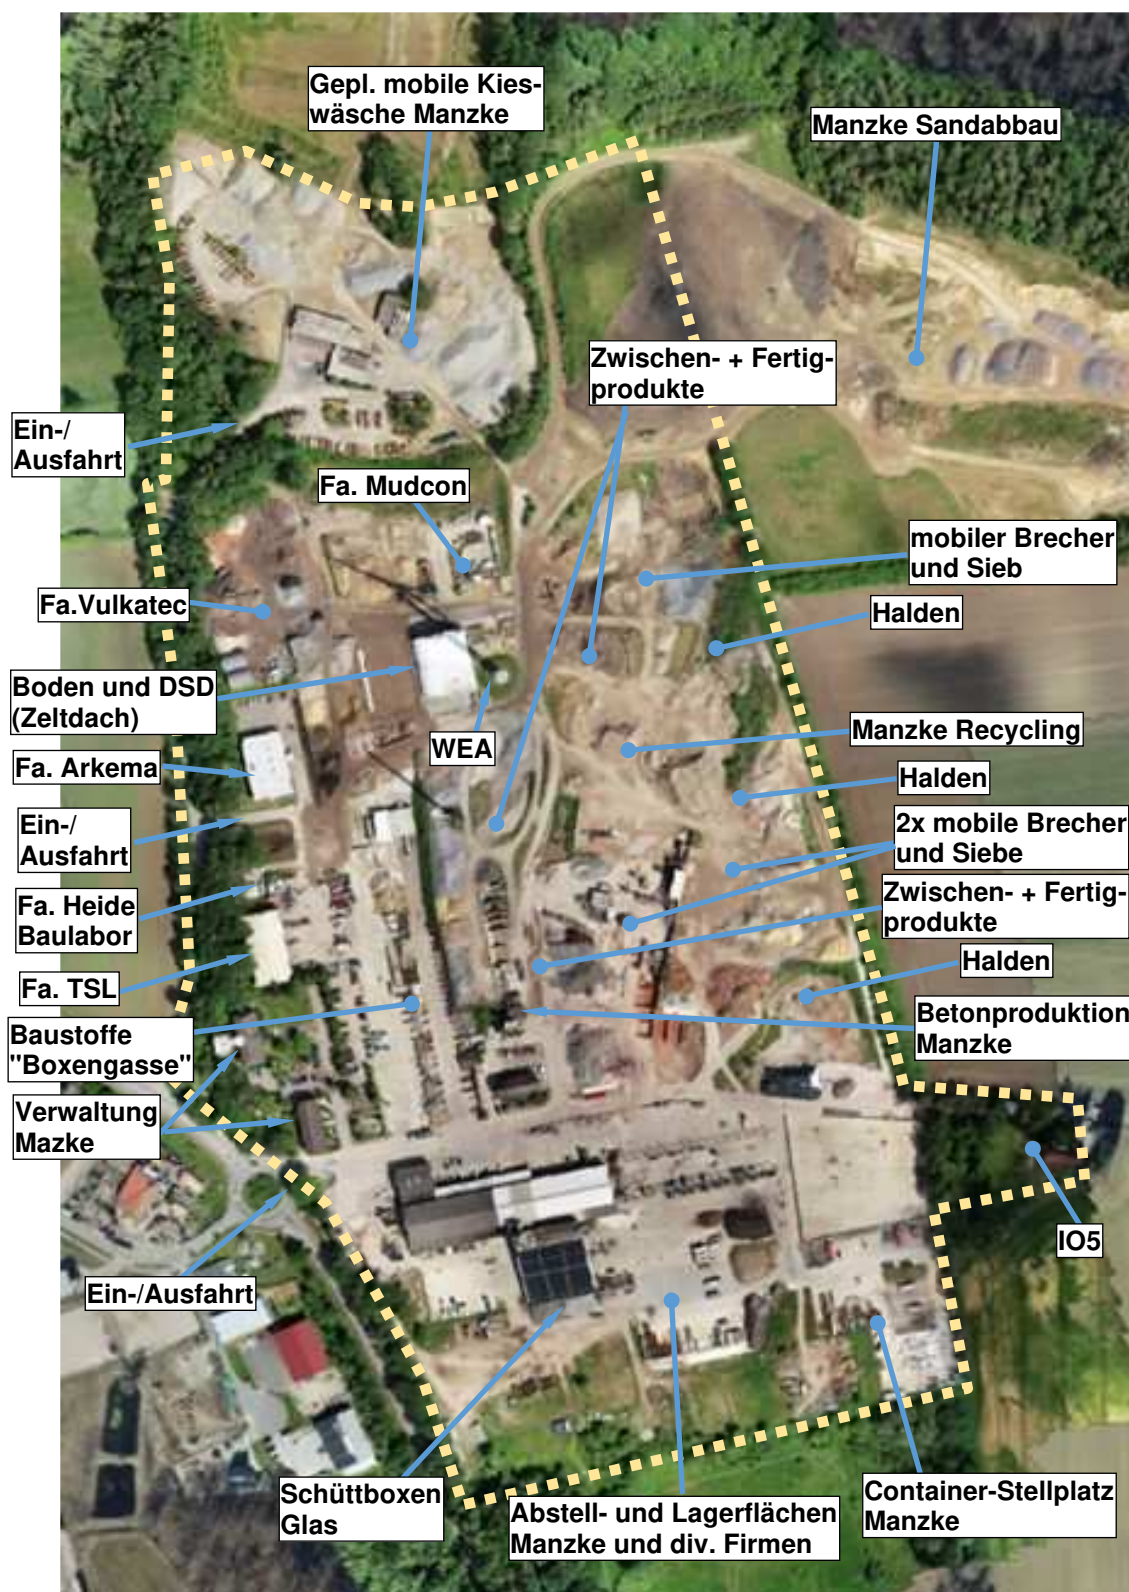 Gepl. mobile Kies-
wäsche Manzke
Manzke Sandabbau
Zwischen- + Fertig-
produkte
Ein-/
Ausfahrt
Fa. Mudcon
mobiler Brecher
und Sieb
Fa.Vulkatec
Halden
Boden und DSD
(Zeltdach)
WEA
Manzke Recycling
Fa. Arkema
Halden
Ein-/
Ausfahrt
2x mobile Brecher
und Siebe
Fa. Heide
Baulabor
Zwischen- + Fertig-
produkte
Halden
Fa. TSL
Baustoffe
"Boxengasse"
Betonproduktion
Manzke
Verwaltung
Mazke
IO5
Ein-/Ausfahrt
Schüttboxen
Glas
Abstell- und Lagerflächen
Manzke und div. Firmen
Container-Stellplatz
Manzke